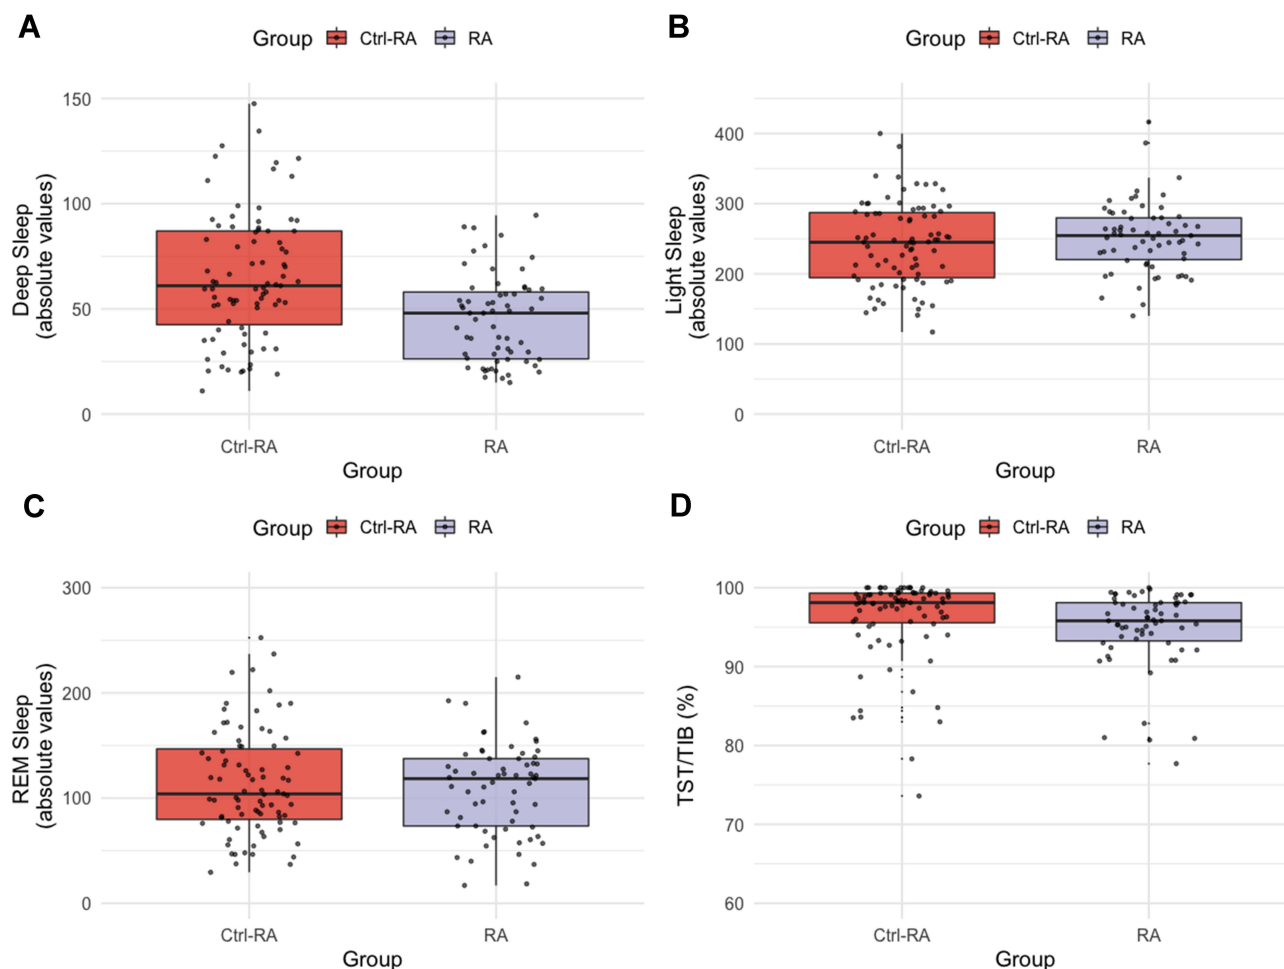 A
Group Ctrl-RA RA
150
100
50
0
Deep Sleep
(absolute values)
Ctrl-RA RA
Group
B
Group Ctrl-RA RA
400
300
200
100
0
Light Sleep
(absolute values)
Ctrl-RA RA
Group
C
Group Ctrl-RA RA
300
200
100
0
REM Sleep
(absolute values)
Ctrl-RA RA
Group
D
Group Ctrl-RA RA
100
90
80
70
60
TST/TIB (%)
Ctrl-RA RA
Group